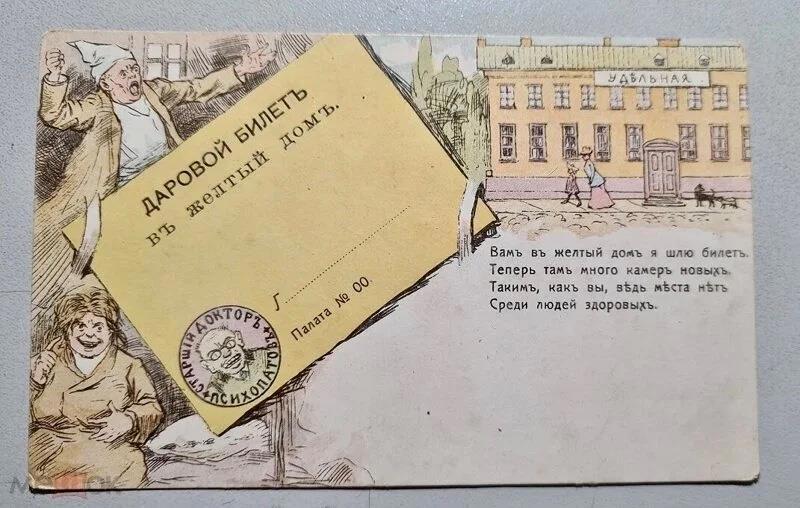 УДѢЛЬНАЯ
ДАРОВОЙ БИЛЕТЪ
въ желтый домъ.
Г.
Палата № 00.
СТАРШІЙ ДОКТОРЪ
ПСИХОПАТОВЪ
Вамъ въ желтый домъ я шлю билетъ.
Теперь тамъ много камеръ новыхъ.
Такимъ, какъ вы, вѣдь мѣста нѣтъ
Среди людей здоровыхъ.